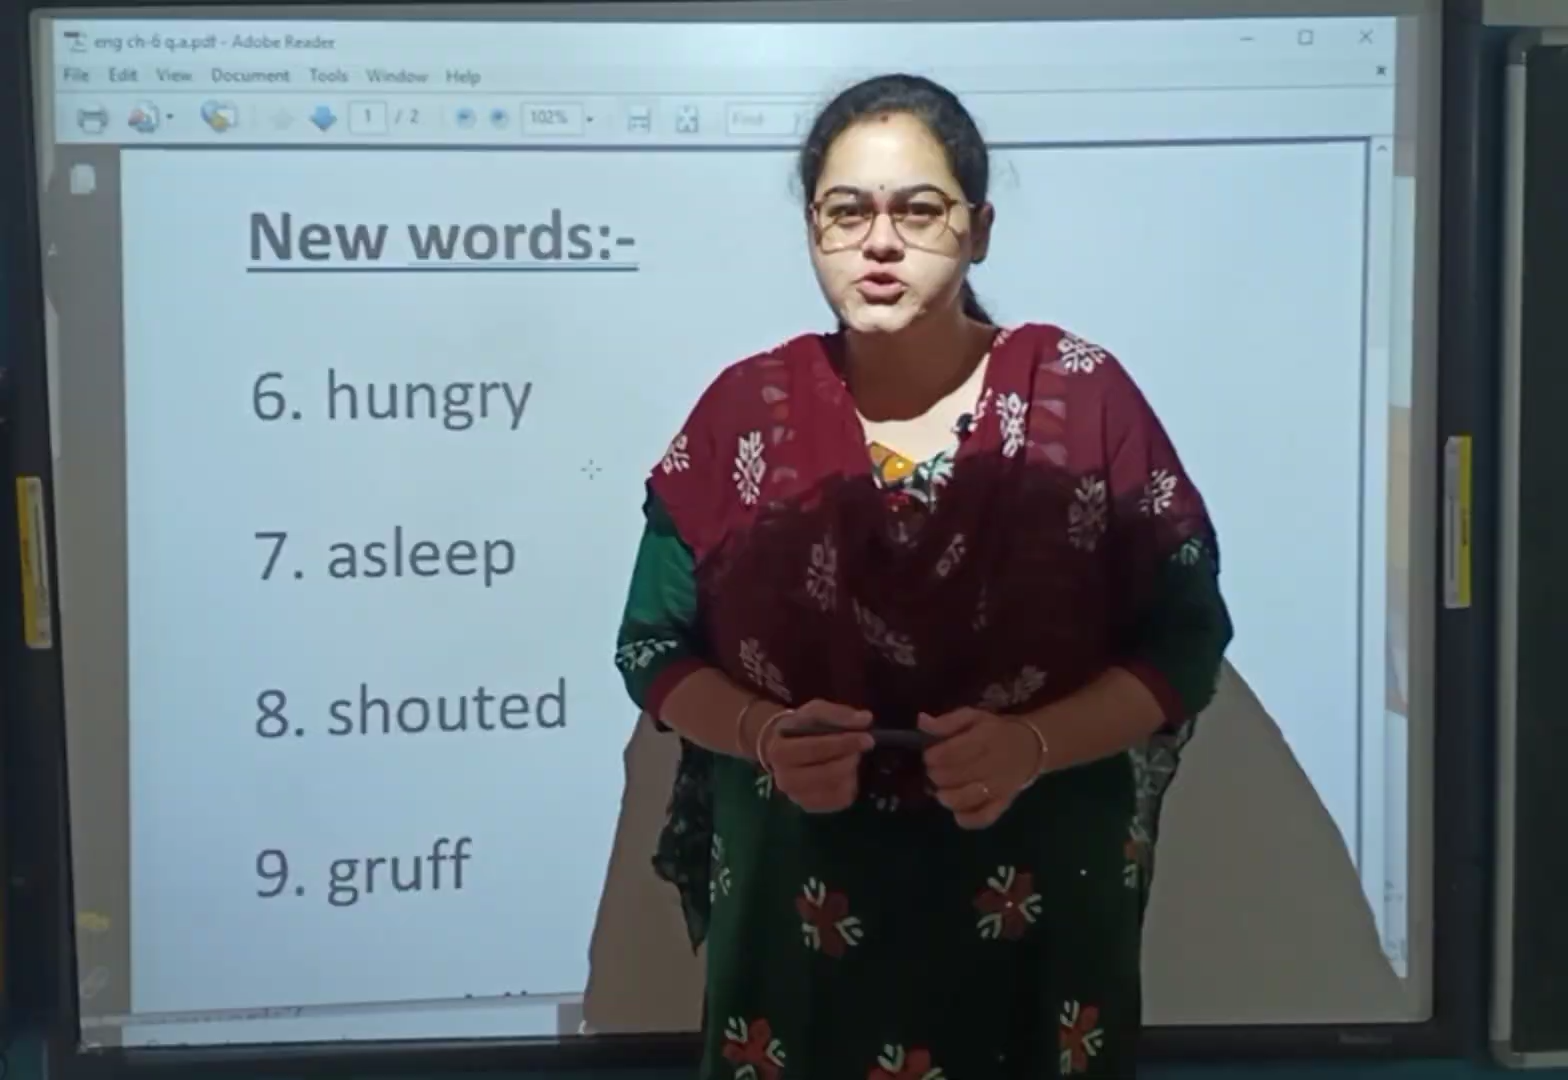 eng ch-6 q.a.pdf - Adobe Reader
File Edit View Document Tools Window Help
1 / 2 102% Find
New words:-
6. hungry
7. asleep
8. shouted
9. gruff